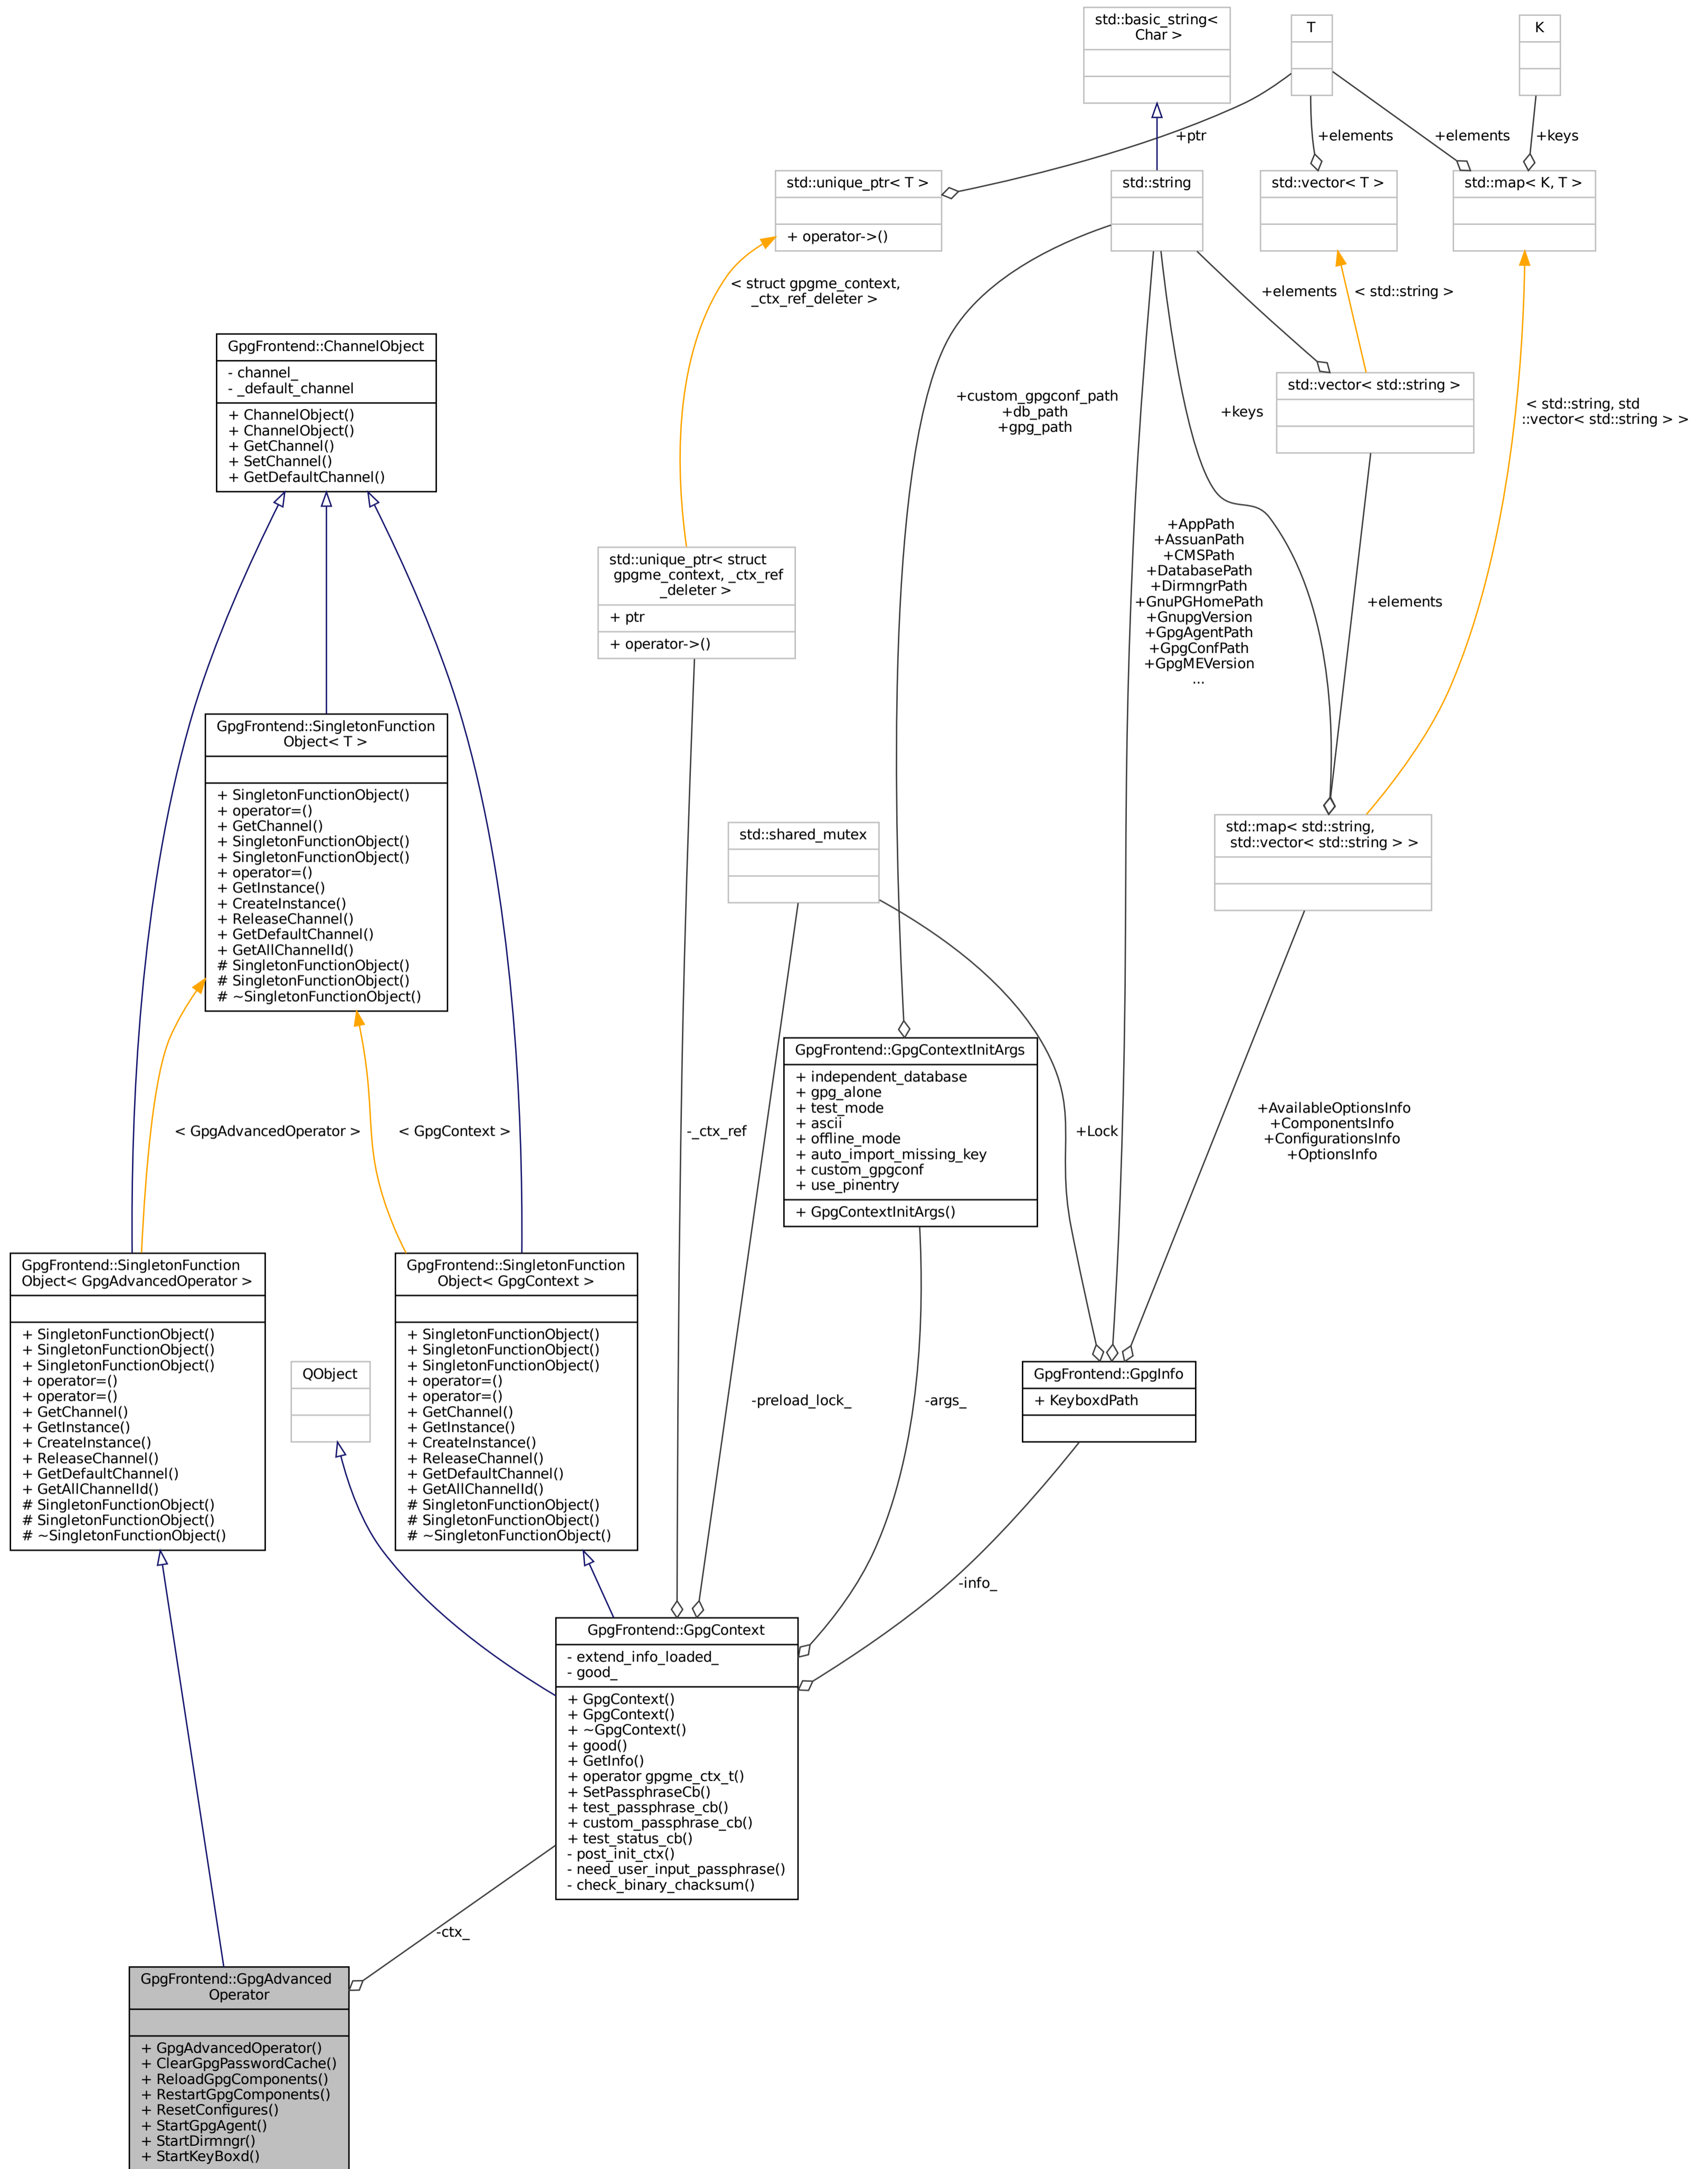 std::basic_string<
Char >
T
K
+ptr
+elements
+elements
+keys
std::unique_ptr< T >
+ operator->()
std::string
std::vector< T >
std::map< K, T >
< struct gpgme_context,
_ctx_ref_deleter >
+elements
< std::string >
GpgFrontend::ChannelObject
- channel_
- _default_channel
+ ChannelObject()
+ ChannelObject()
+ GetChannel()
+ SetChannel()
+ GetDefaultChannel()
+custom_gpgconf_path
+db_path
+gpg_path
+keys
std::vector< std::string >
< std::string, std
::vector< std::string > >
std::unique_ptr< struct
gpgme_context, _ctx_ref
_deleter >
+ ptr
+ operator->()
+AppPath
+AssuanPath
+CMSPath
+DatabasePath
+DirmngrPath
+GnuPGHomePath
+GnupgVersion
+GpgAgentPath
+GpgConfPath
+GpgMEVersion
...
+elements
GpgFrontend::SingletonFunction
Object< T >
+ SingletonFunctionObject()
+ operator=()
+ GetChannel()
+ SingletonFunctionObject()
+ SingletonFunctionObject()
+ operator=()
+ GetInstance()
+ CreateInstance()
+ ReleaseChannel()
+ GetDefaultChannel()
+ GetAllChannelId()
# SingletonFunctionObject()
# SingletonFunctionObject()
# ~SingletonFunctionObject()
std::shared_mutex
std::map< std::string,
std::vector< std::string > >
< GpgAdvancedOperator >
< GpgContext >
-_ctx_ref
GpgFrontend::GpgContextInitArgs
+ independent_database
+ gpg_alone
+ test_mode
+ ascii
+ offline_mode
+ auto_import_missing_key
+ custom_gpgconf
+ use_pinentry
+ GpgContextInitArgs()
+Lock
+AvailableOptionsInfo
+ComponentsInfo
+ConfigurationsInfo
+OptionsInfo
GpgFrontend::SingletonFunction
Object< GpgAdvancedOperator >
+ SingletonFunctionObject()
+ SingletonFunctionObject()
+ SingletonFunctionObject()
+ operator=()
+ operator=()
+ GetChannel()
+ GetInstance()
+ CreateInstance()
+ ReleaseChannel()
+ GetDefaultChannel()
+ GetAllChannelId()
# SingletonFunctionObject()
# SingletonFunctionObject()
# ~SingletonFunctionObject()
QObject
GpgFrontend::SingletonFunction
Object< GpgContext >
+ SingletonFunctionObject()
+ SingletonFunctionObject()
+ SingletonFunctionObject()
+ operator=()
+ operator=()
+ GetChannel()
+ GetInstance()
+ CreateInstance()
+ ReleaseChannel()
+ GetDefaultChannel()
+ GetAllChannelId()
# SingletonFunctionObject()
# SingletonFunctionObject()
# ~SingletonFunctionObject()
-preload_lock_
-args_
GpgFrontend::GpgInfo
+ KeyboxdPath
-info_
GpgFrontend::GpgContext
- extend_info_loaded_
- good_
+ GpgContext()
+ GpgContext()
+ ~GpgContext()
+ good()
+ GetInfo()
+ operator gpgme_ctx_t()
+ SetPassphraseCb()
+ test_passphrase_cb()
+ custom_passphrase_cb()
+ test_status_cb()
- post_init_ctx()
- need_user_input_passphrase()
- check_binary_chacksum()
-ctx_
GpgFrontend::GpgAdvanced
Operator
+ GpgAdvancedOperator()
+ ClearGpgPasswordCache()
+ ReloadGpgComponents()
+ RestartGpgComponents()
+ ResetConfigures()
+ StartGpgAgent()
+ StartDirmngr()
+ StartKeyBoxd()